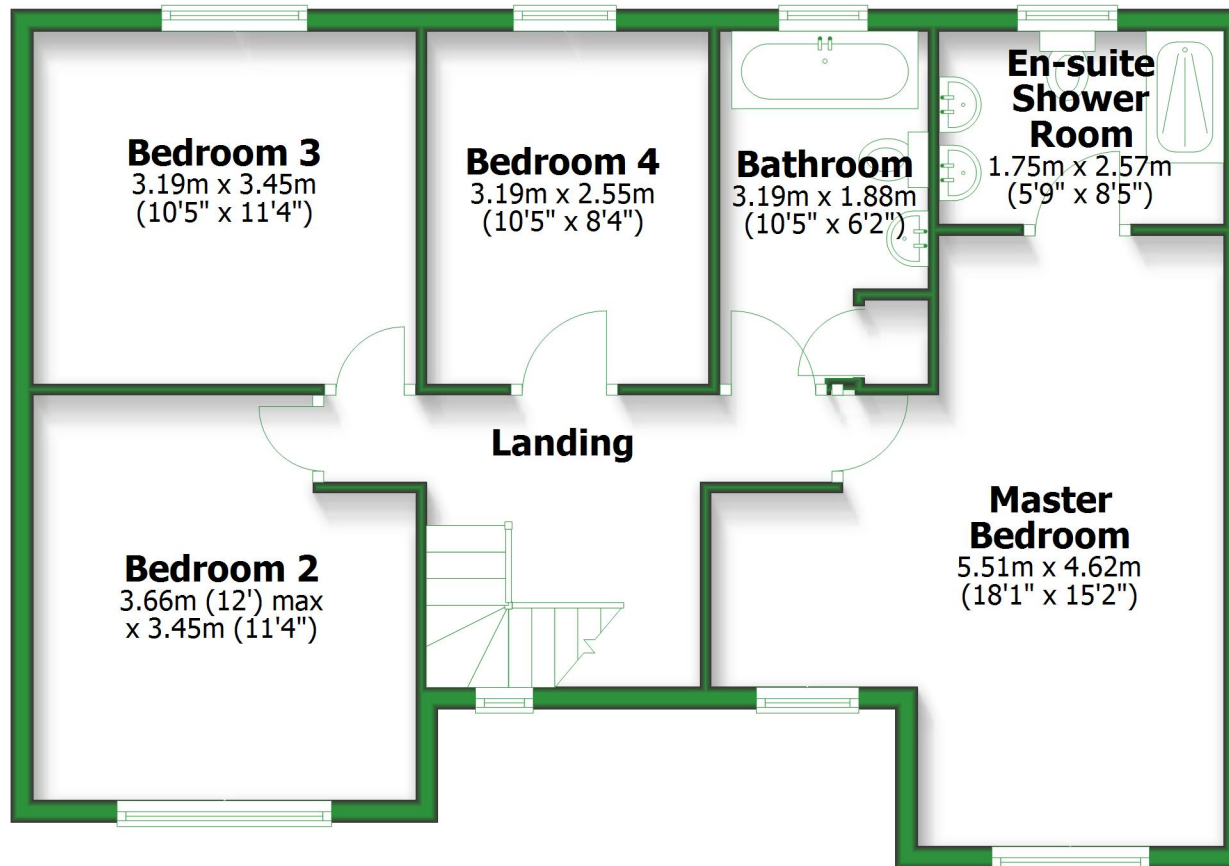 Bedroom 3
3.19m x 3.45m
(10'5" x 11'4")
Bedroom 4
3.19m x 2.55m
(10'5" x 8'4")
Bathroom
3.19m x 1.88m
(10'5" x 6'2")
En-suite
Shower
Room
1.75m x 2.57m
(5'9" x 8'5")
Landing
Bedroom 2
3.66m (12') max
x 3.45m (11'4")
Master
Bedroom
5.51m x 4.62m
(18'1" x 15'2")